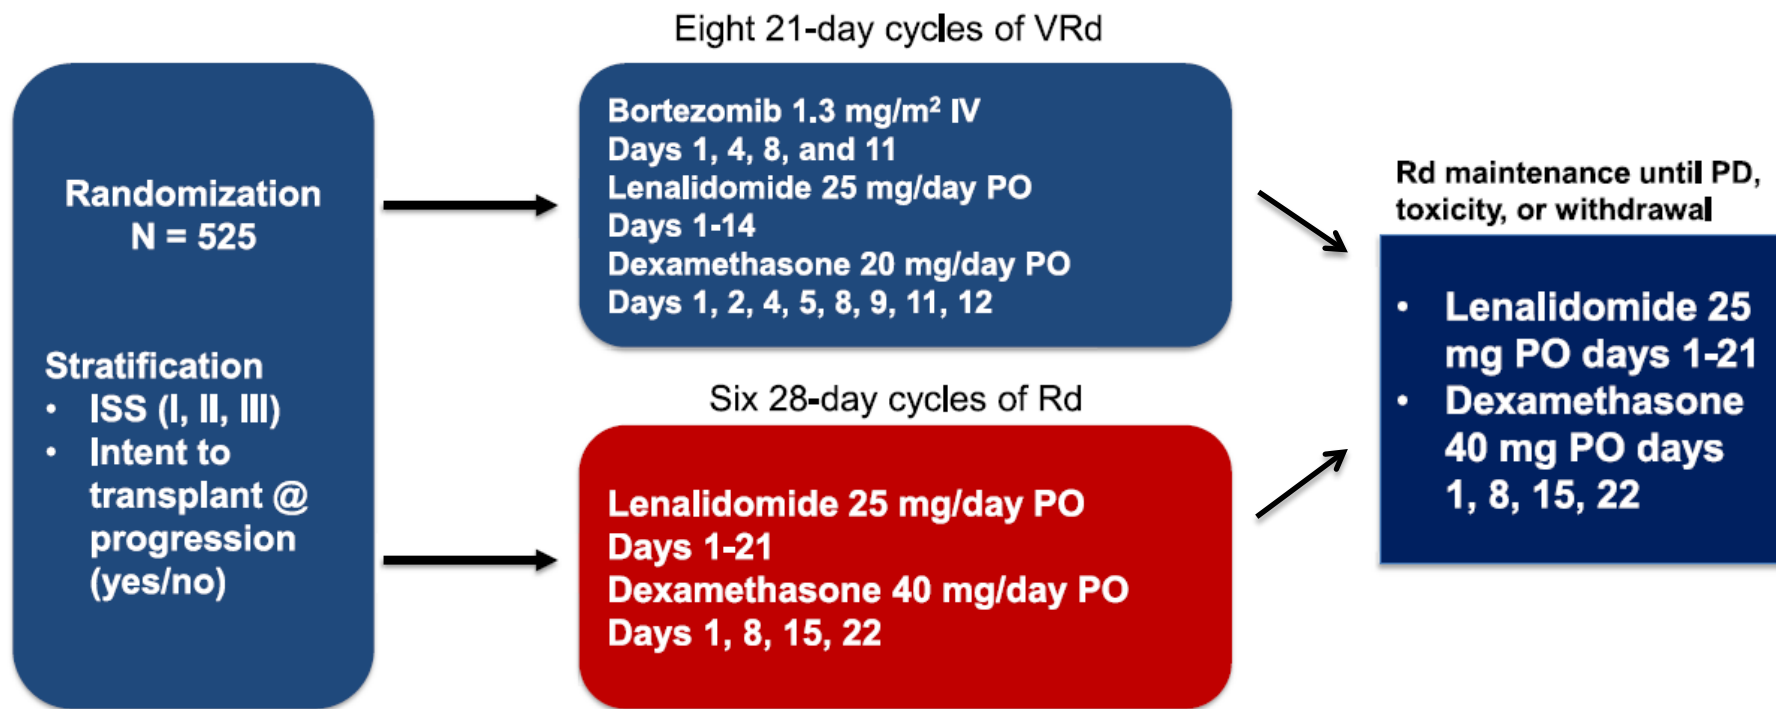 Eight 21-day cycles of VRd
Randomization
N = 525
Stratification
• ISS (I, II, III)
• Intent to
transplant @
progression
(yes/no)
Bortezomib 1.3 mg/m² IV
Days 1, 4, 8, and 11
Lenalidomide 25 mg/day PO
Days 1-14
Dexamethasone 20 mg/day PO
Days 1, 2, 4, 5, 8, 9, 11, 12
Six 28-day cycles of Rd
Lenalidomide 25 mg/day PO
Days 1-21
Dexamethasone 40 mg/day PO
Days 1, 8, 15, 22
Rd maintenance until PD,
toxicity, or withdrawal
• Lenalidomide 25
mg PO days 1-21
• Dexamethasone
40 mg PO days
1, 8, 15, 22